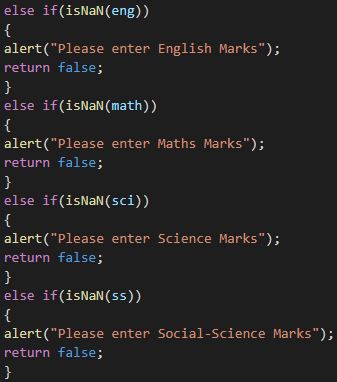 else if(isNaN(eng))
{
alert("Please enter English Marks");
return false;
}
else if(isNaN(math))
{
alert("Please enter Maths Marks");
return false;
}
else if(isNaN(sci))
{
alert("Please enter Science Marks");
return false;
}
else if(isNaN(ss))
{
alert("Please enter Social-Science Marks");
return false;
}